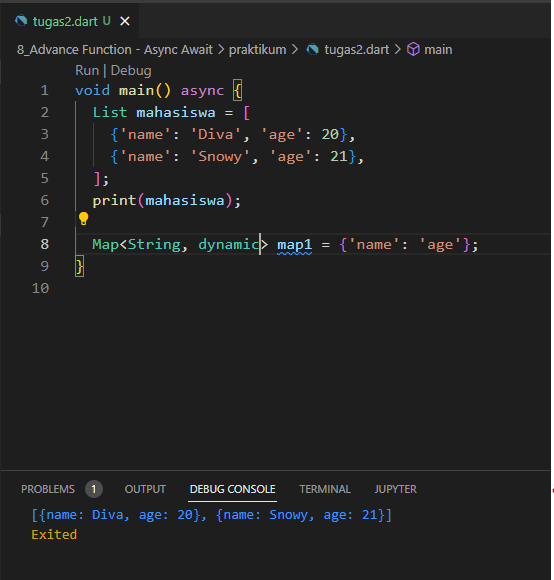 tugas2.dart U
8_Advance Function - Async Await > praktikum > tugas2.dart > main
Run | Debug
1 void main() async {
2 List mahasiswa = [
3 {'name': 'Diva', 'age': 20},
4 {'name': 'Snowy', 'age': 21},
5 ];
6 print(mahasiswa);
7
8 Map<String, dynamic> map1 = {'name': 'age'};
9 }
10
PROBLEMS 1 OUTPUT DEBUG CONSOLE TERMINAL JUPYTER
[{name: Diva, age: 20}, {name: Snowy, age: 21}]
Exited